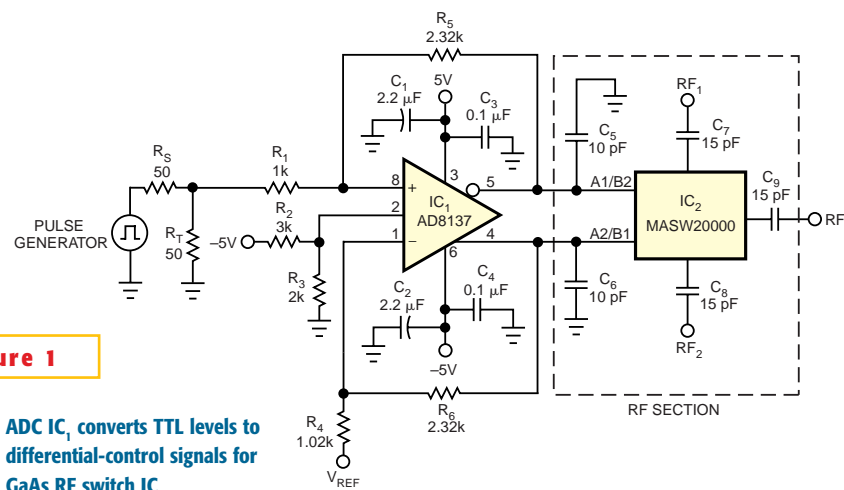 R5
2.32k
C1
2.2 µF
5V
C3
0.1 µF
RS
50
R1
1k
8
+
3
5
IC1
AD8137
R2
3k
2
1
–
4
6
PULSE
GENERATOR
RT
50
–5V
R3
2k
C2
2.2 µF
C4
0.1 µF
–5V
R4
1.02k
VREF
R6
2.32k
C5
10 pF
RF1
C7
15 pF
A1/B2
IC2
MASW20000
A2/B1
C9
15 pF
RF
C6
10 pF
C8
15 pF
RF2
RF SECTION
ure 1
ADC IC1 converts TTL levels to
differential-control signals for
GaAs RF switch IC